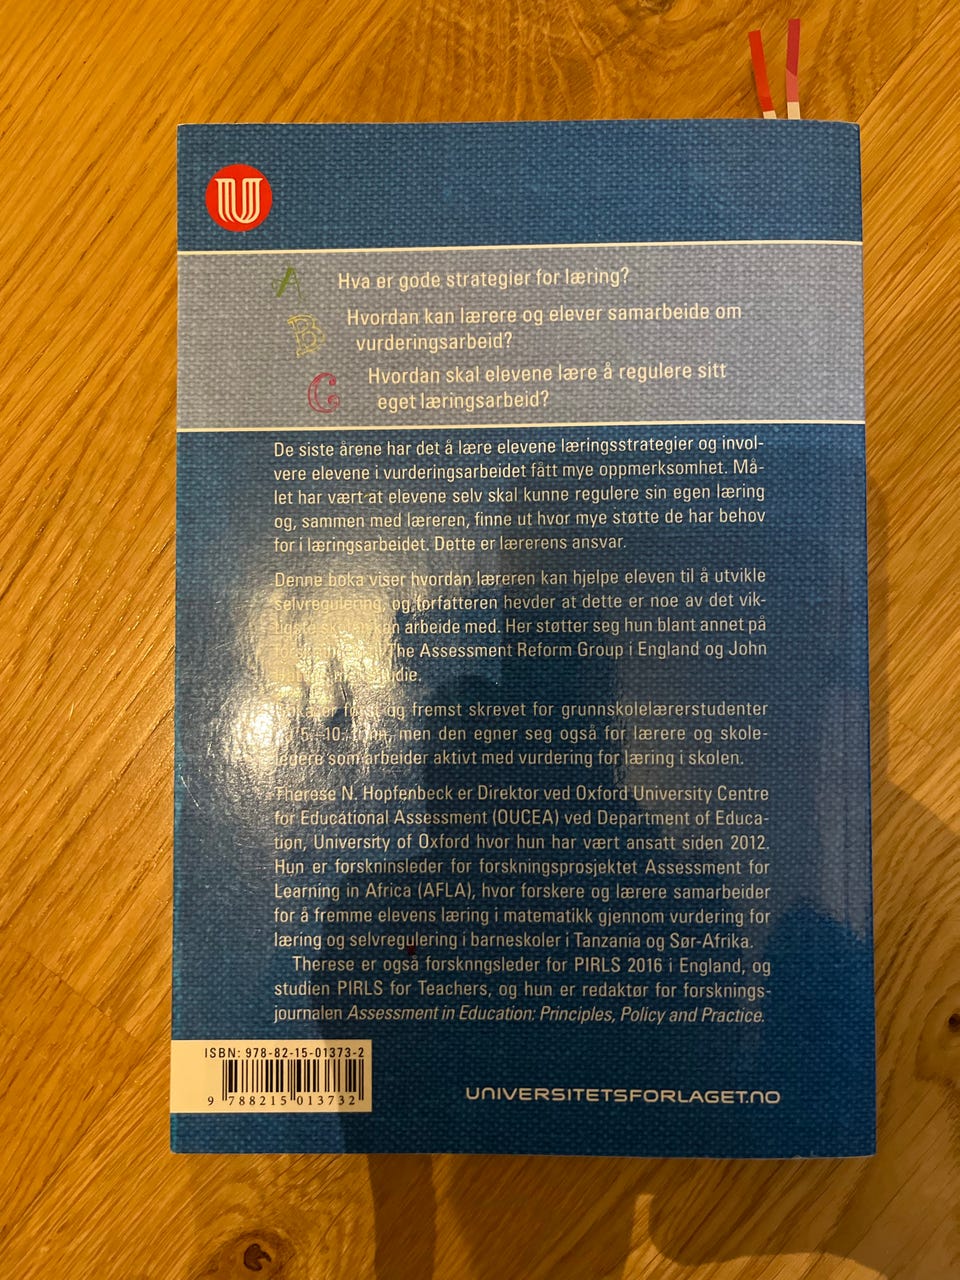 U
A Hva er gode strategier for læring?
B Hvordan kan lærere og elever samarbeide om
vurderingsarbeid?
C Hvordan skal elevene lære å regulere sitt
eget læringsarbeid?
De siste årene har det å lære elevene læringsstrategier og invol-
vere elevene i vurderingsarbeidet fått mye oppmerksomhet. Må-
let har vært at elevene selv skal kunne regulere sin egen læring
og, sammen med læreren, finne ut hvor mye støtte de har behov
for i læringsarbeidet. Dette er lærerens ansvar.
Denne boka viser hvordan læreren kan hjelpe eleven til å utvikle
selvregulering, og forfatteren hevder at dette er noe av det vik-
tigste skolen kan arbeide med. Her støtter seg hun blant annet på
The Assessment Reform Group i England og John
Boka er først og fremst skrevet for grunnskolelærerstudenter
5.–10. trinn, men den egner seg også for lærere og skole-
ledere som arbeider aktivt med vurdering for læring i skolen.
Therese N. Hopfenbeck er Direktor ved Oxford University Centre
for Educational Assessment (OUCEA) ved Department of Educa-
tion, University of Oxford hvor hun har vært ansatt siden 2012.
Hun er forskninsleder for forskningsprosjektet Assessment for
Learning in Africa (AFLA), hvor forskere og lærere samarbeider
for å fremme elevens læring i matematikk gjennom vurdering for
læring og selvregulering i barneskoler i Tanzania og Sør-Afrika.
Therese er også forsknngsleder for PIRLS 2016 i England, og
studien PIRLS for Teachers, og hun er redaktør for forsknings-
journalen Assessment in Education: Principles, Policy and Practice.
ISBN: 978-82-15-01373-2
9 788215 013732
UNIVERSITETSFORLAGET.NO